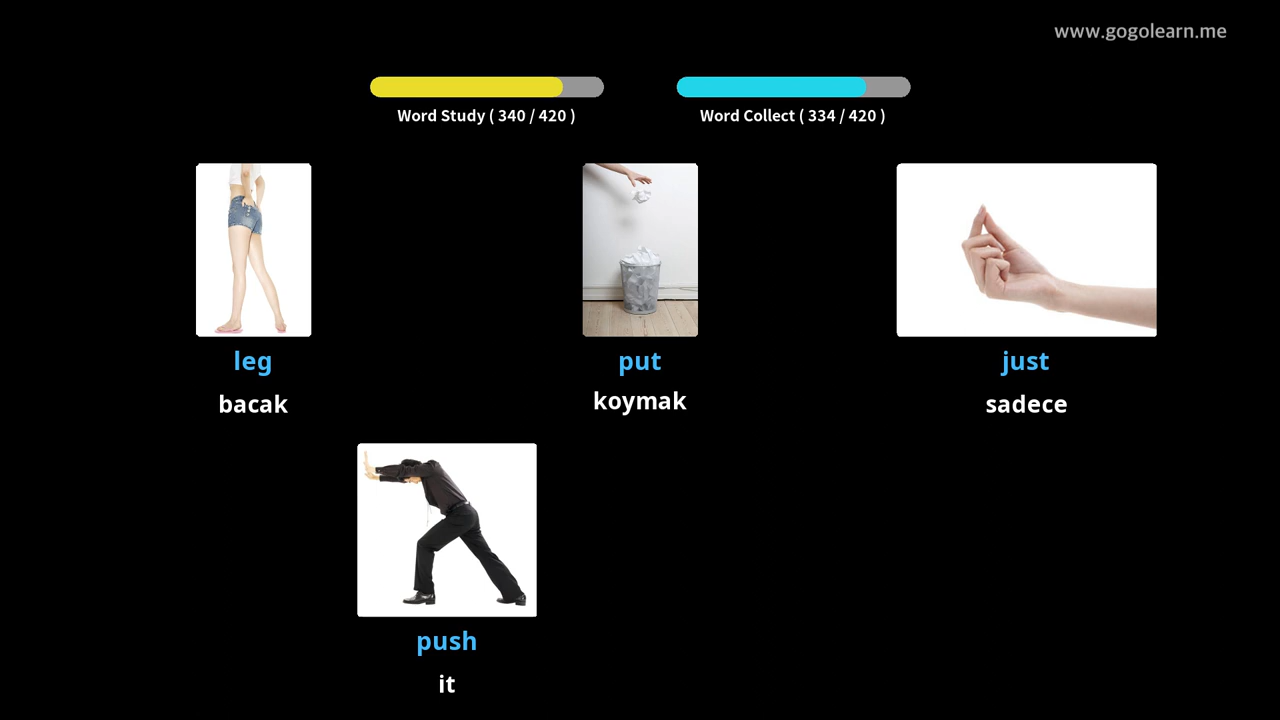 www.gogolearn.me
Word Study ( 340 / 420 )
Word Collect ( 334 / 420 )
leg
bacak
put
koymak
just
sadece
push
it